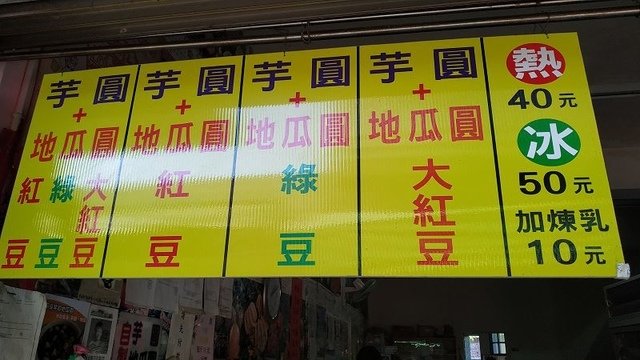 芋圓
+
地瓜圓
紅豆 綠豆 大紅豆
芋圓
+
地瓜圓
紅
豆
芋圓
+
地瓜圓
綠
豆
芋圓
+
地瓜圓
大
紅
豆
熱
40元
冰
50元
加煉乳
10元